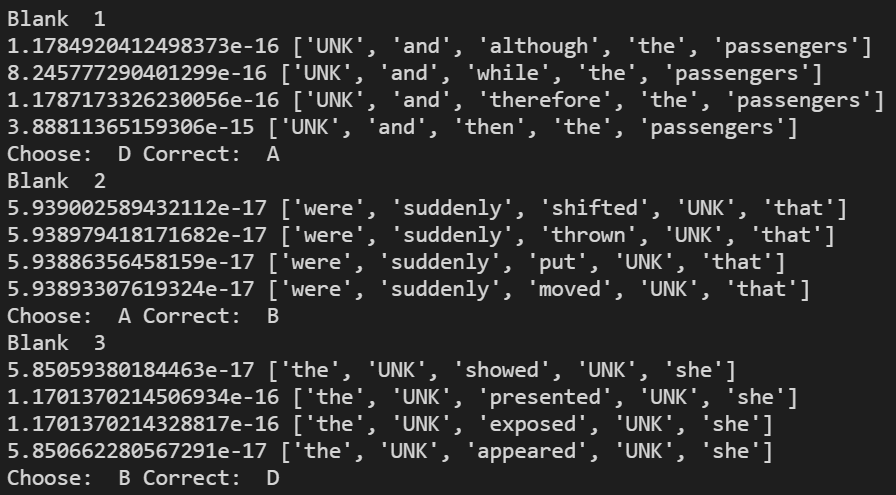 Blank  1
1.1784920412498373e-16 ['UNK', 'and', 'although', 'the', 'passengers']
8.245777290401299e-16 ['UNK', 'and', 'while', 'the', 'passengers']
1.1787173326230056e-16 ['UNK', 'and', 'therefore', 'the', 'passengers']
3.88811365159306e-15 ['UNK', 'and', 'then', 'the', 'passengers']
Choose:  D Correct:  A
Blank  2
5.939002589432112e-17 ['were', 'suddenly', 'shifted', 'UNK', 'that']
5.938979418171682e-17 ['were', 'suddenly', 'thrown', 'UNK', 'that']
5.93886356458159e-17 ['were', 'suddenly', 'put', 'UNK', 'that']
5.93893307619324e-17 ['were', 'suddenly', 'moved', 'UNK', 'that']
Choose:  A Correct:  B
Blank  3
5.85059380184463e-17 ['the', 'UNK', 'showed', 'UNK', 'she']
1.1701370214506934e-16 ['the', 'UNK', 'presented', 'UNK', 'she']
1.1701370214328817e-16 ['the', 'UNK', 'exposed', 'UNK', 'she']
5.850662280567291e-17 ['the', 'UNK', 'appeared', 'UNK', 'she']
Choose:  B Correct:  D